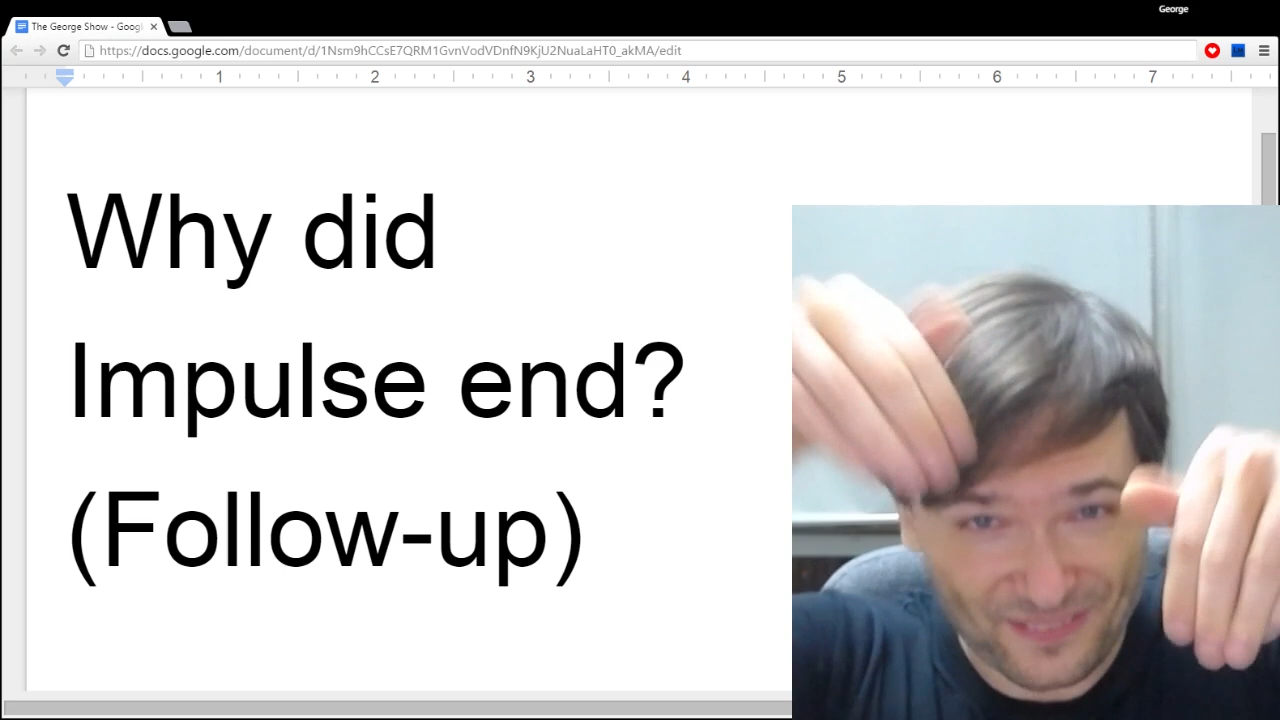 George
The George Show - Googl
https://docs.google.com/document/d/1Nsm9hCCsE7QRM1GvnVodVDnfN9KjU2NuaLaHT0_akMA/edit
1 2 3 4 5 6 7
Why did
Impulse end?
(Follow-up)